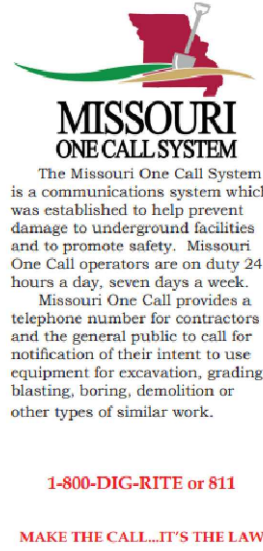 MISSOURI
ONE CALL SYSTEM
The Missouri One Call System
is a communications system which
was established to help prevent
damage to underground facilities
and to promote safety.  Missouri
One Call operators are on duty 24
hours a day, seven days a week.
Missouri One Call provides a
telephone number for contractors
and the general public to call for
notification of their intent to use
equipment for excavation, grading
blasting, boring, demolition or
other types of similar work.
1-800-DIG-RITE or 811
MAKE THE CALL...IT'S THE LAW